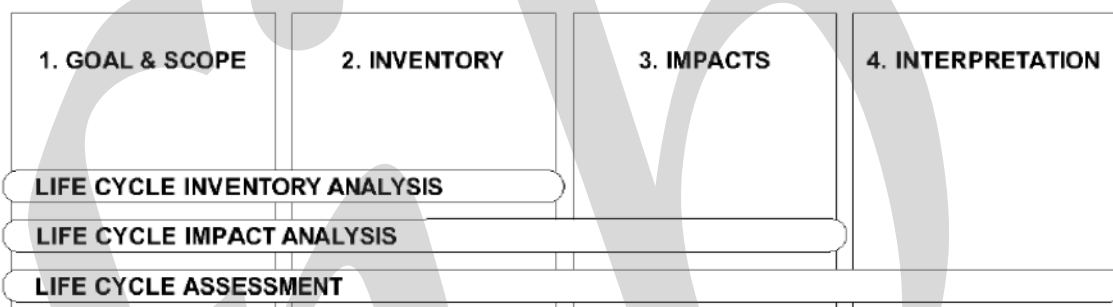 1. GOAL & SCOPE
2. INVENTORY
3. IMPACTS
4. INTERPRETATION
LIFE CYCLE INVENTORY ANALYSIS
LIFE CYCLE IMPACT ANALYSIS
LIFE CYCLE ASSESSMENT